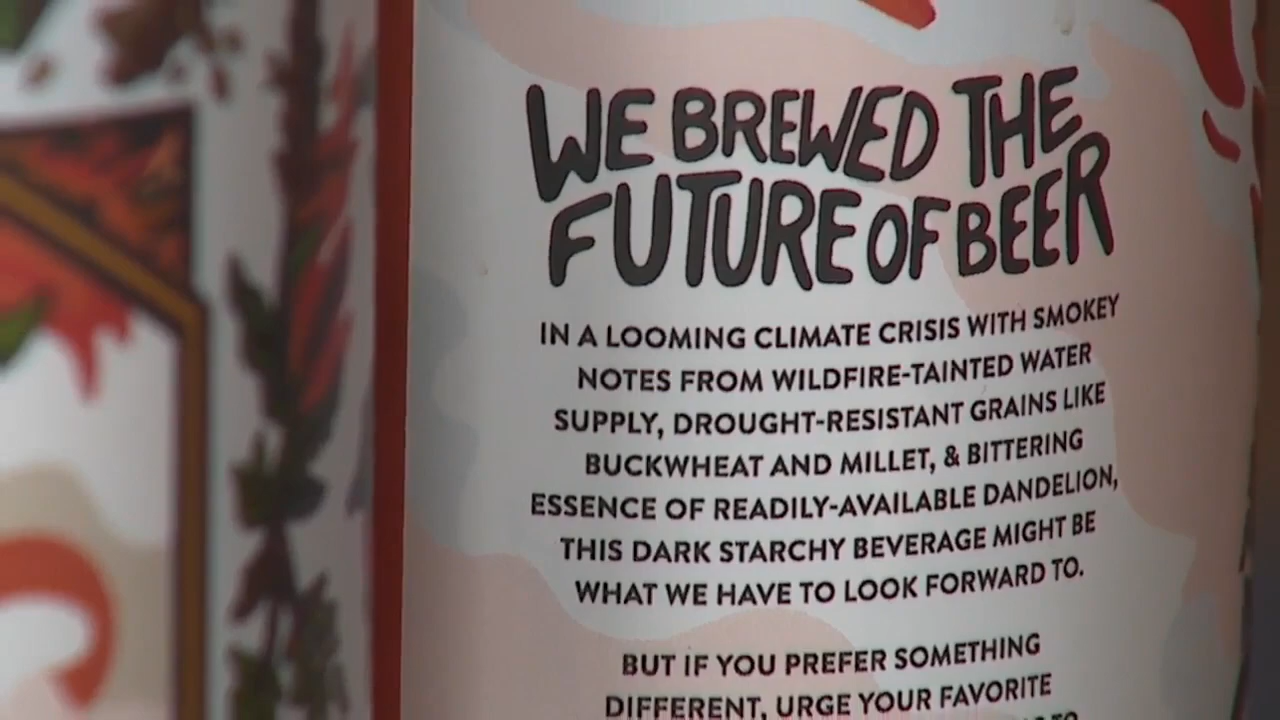 WE BREWED THE
FUTURE OF BEER
IN A LOOMING CLIMATE CRISIS WITH SMOKEY
NOTES FROM WILDFIRE-TAINTED WATER
SUPPLY, DROUGHT-RESISTANT GRAINS LIKE
BUCKWHEAT AND MILLET, & BITTERING
ESSENCE OF READILY-AVAILABLE DANDELION,
THIS DARK STARCHY BEVERAGE MIGHT BE
WHAT WE HAVE TO LOOK FORWARD TO.
BUT IF YOU PREFER SOMETHING
DIFFERENT, URGE YOUR FAVORITE